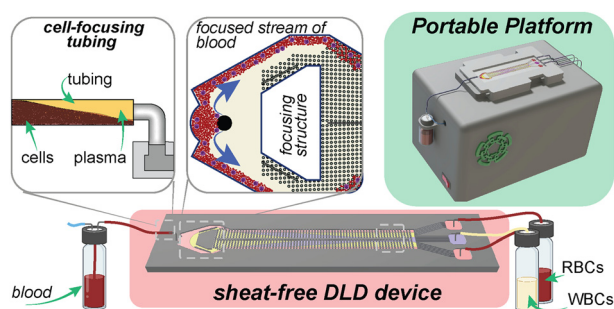 cell-focusing
tubing
tubing
cells
plasma
focused stream of
blood
focusing
structure
Portable Platform
blood
sheat-free DLD device
RBCs
WBCs